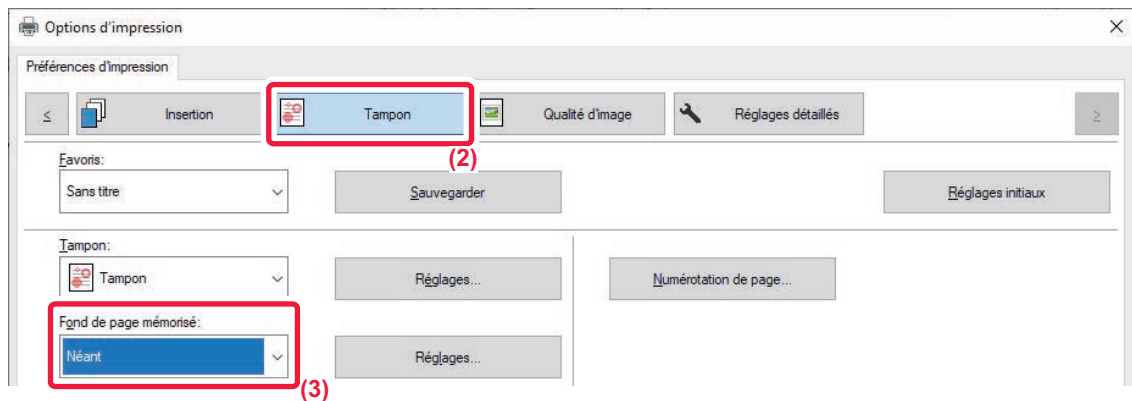 Options d'impression
Préférences d'impression
≤ Insertion Tampon Qualité d'image Réglages détaillés ≥
(2)
Favoris:
Sans titre Sauvegarder Réglages initiaux
Tampon:
Tampon Réglages... Numérotation de page...
Fond de page mémorisé:
Néant Réglages...
(3)